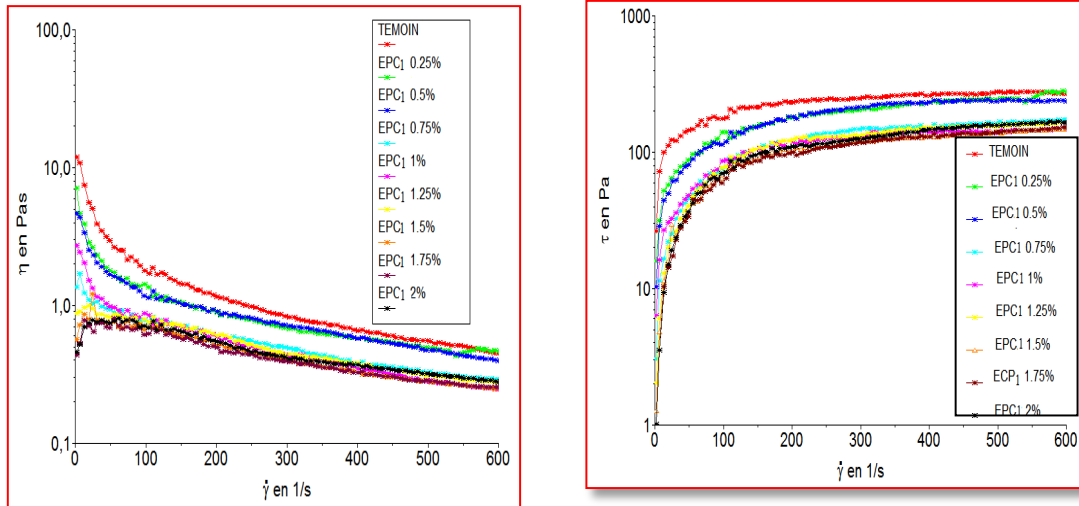 100,0
10,0
1,0
0,1
η en Pas
0
100
200
300
400
500
600
γ̇ en 1/s
TEMOIN
EPC1 0.25%
EPC1 0.5%
EPC1 0.75%
EPC1 1%
EPC1 1.25%
EPC1 1.5%
EPC1 1.75%
EPC1 2%
1000
100
10
1
τ en Pa
0
100
200
300
400
500
600
γ̇ en 1/s
TEMOIN
EPC1 0.25%
EPC1 0.5%
EPC1 0.75%
EPC1 1%
EPC1 1.25%
EPC1 1.5%
ECP1 1.75%
EPC1 2%